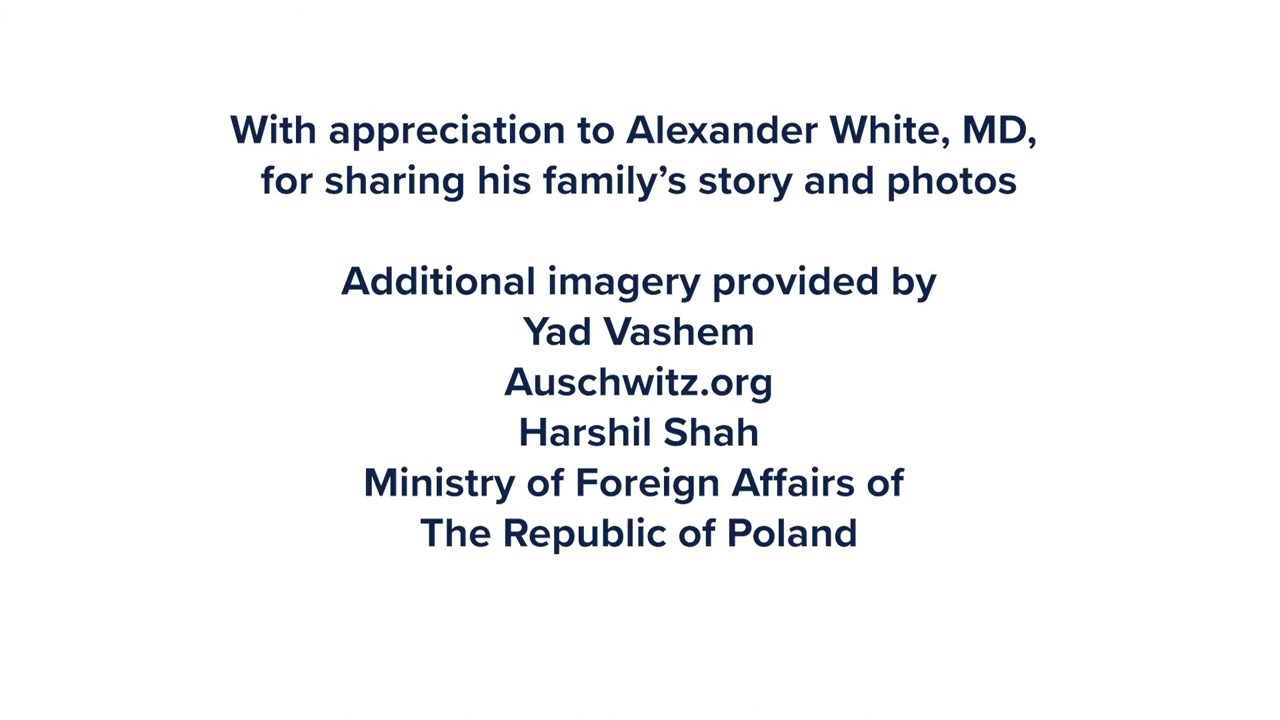 With appreciation to Alexander White, MD,
for sharing his family’s story and photos
Additional imagery provided by
Yad Vashem
Auschwitz.org
Harshil Shah
Ministry of Foreign Affairs of
The Republic of Poland